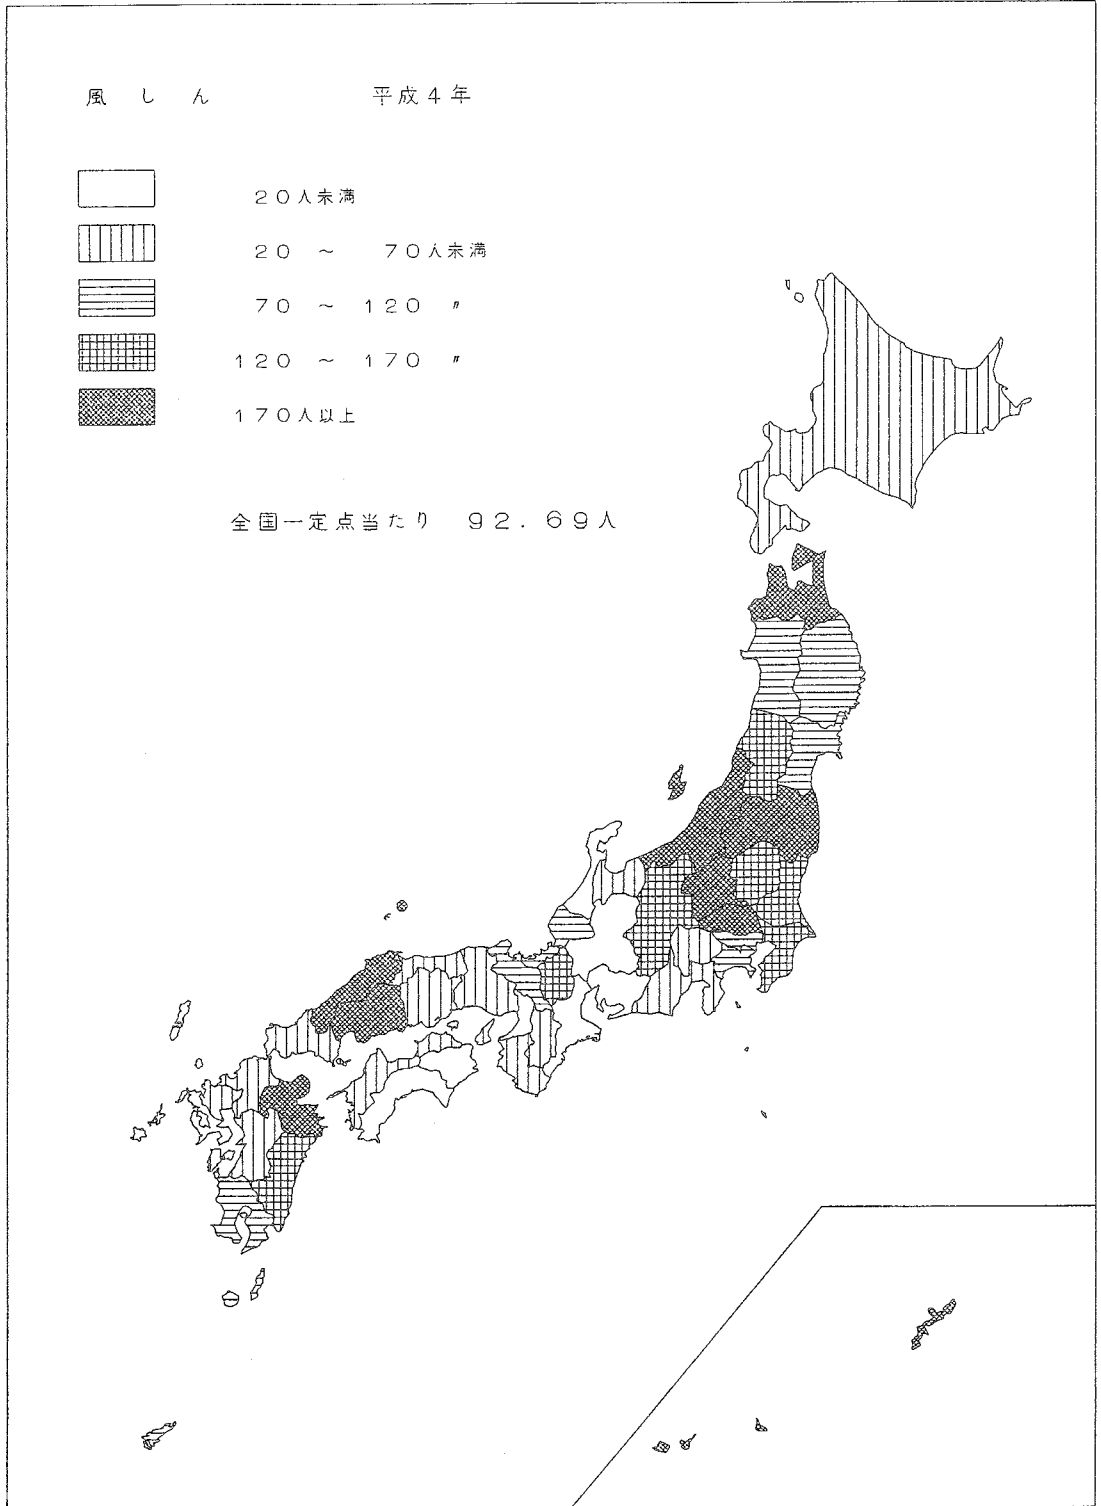 風しん 平成４年
２０人未満
２０ ～ ７０人未満
７０ ～ １２０ 〃
１２０ ～ １７０ 〃
１７０人以上
全国一定点当たり ９２．６９人